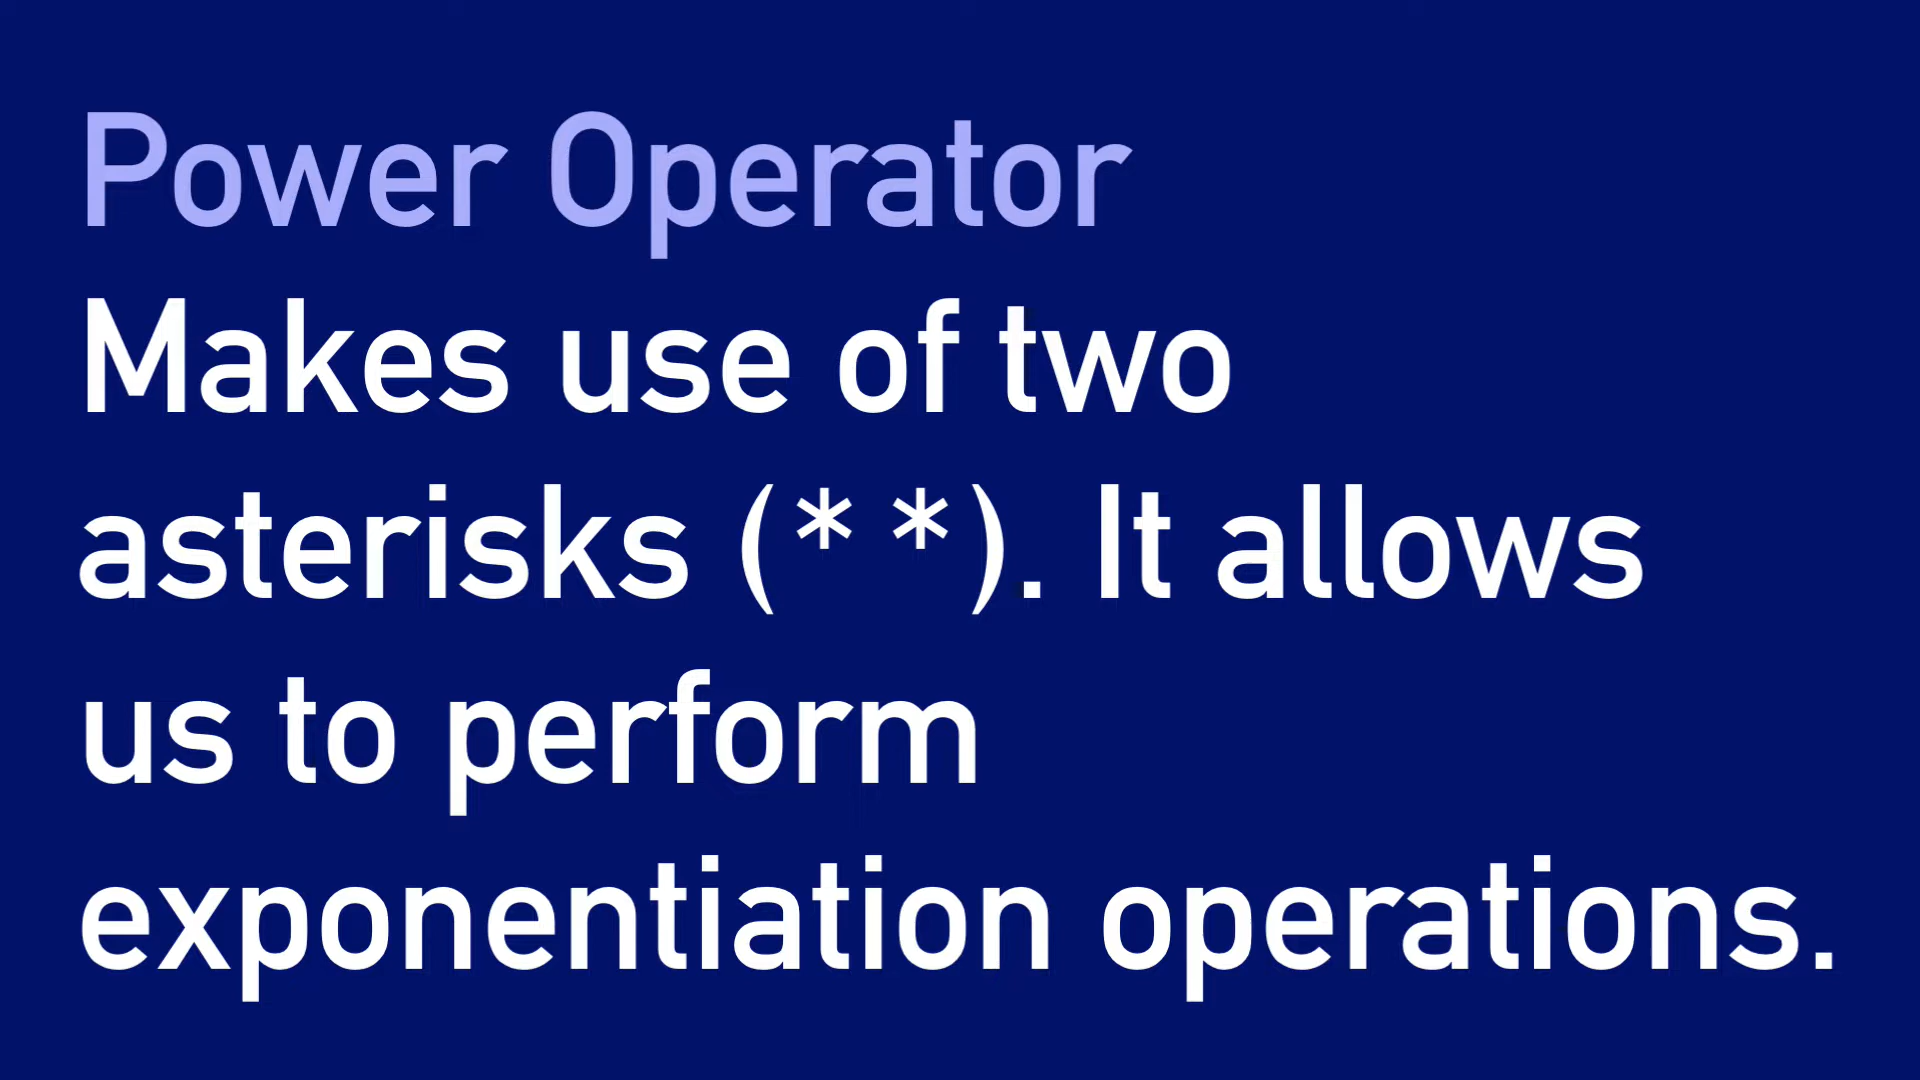 Power Operator
Makes use of two
asterisks (* *). It allows
us to perform
exponentiation operations.